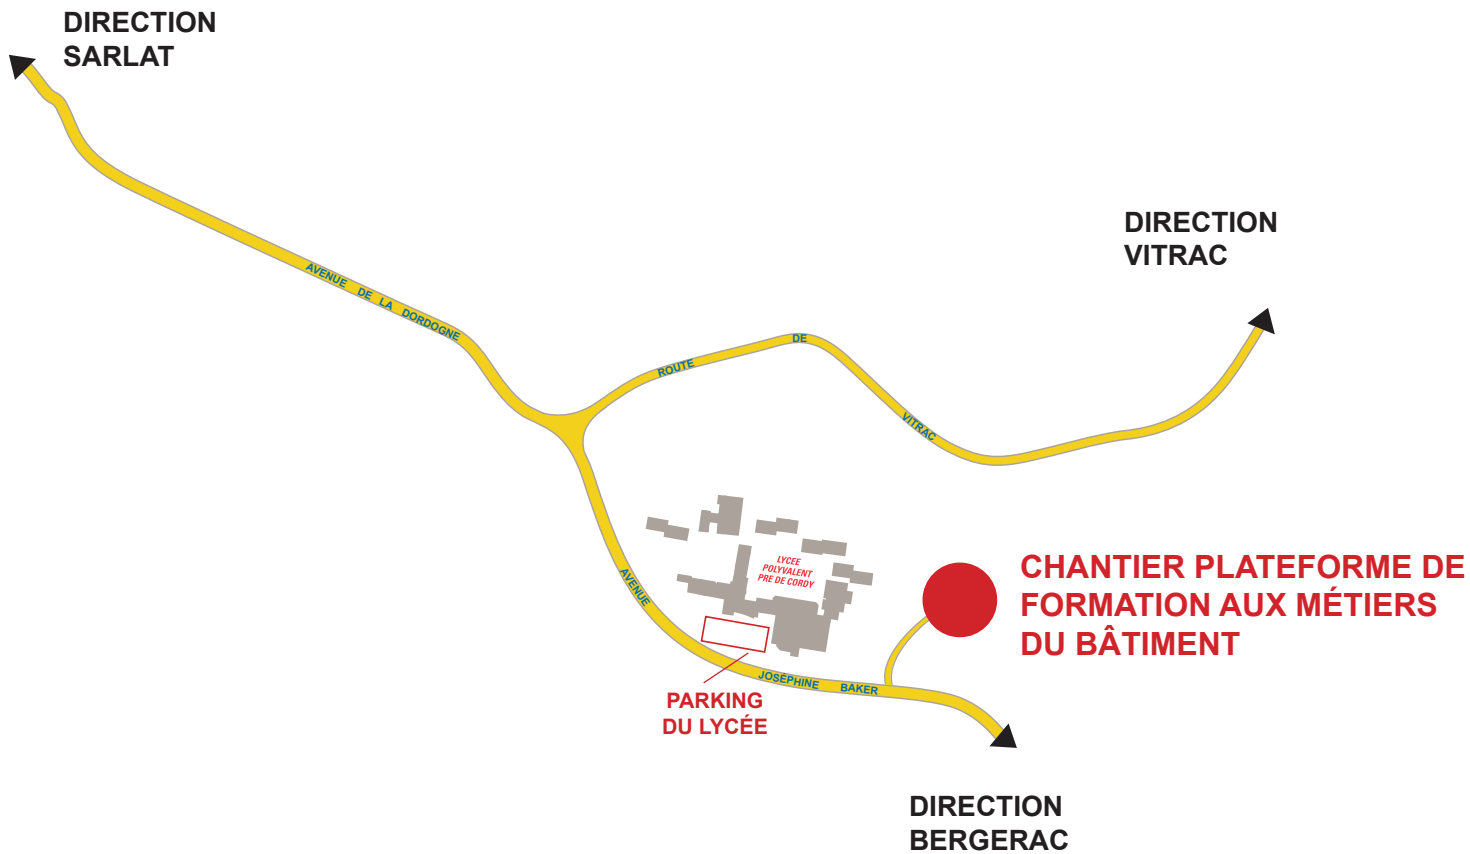 DIRECTION
SARLAT
DIRECTION
VITRAC
AVENUE DE LA DORDOGNE
ROUTE DE VITRAC
LYCEE
POLYVALENT
PRE DE CORDY
CHANTIER PLATEFORME DE
FORMATION AUX MÉTIERS
DU BÂTIMENT
AVENUE JOSÉPHINE BAKER
PARKING
DU LYCÉE
DIRECTION
BERGERAC